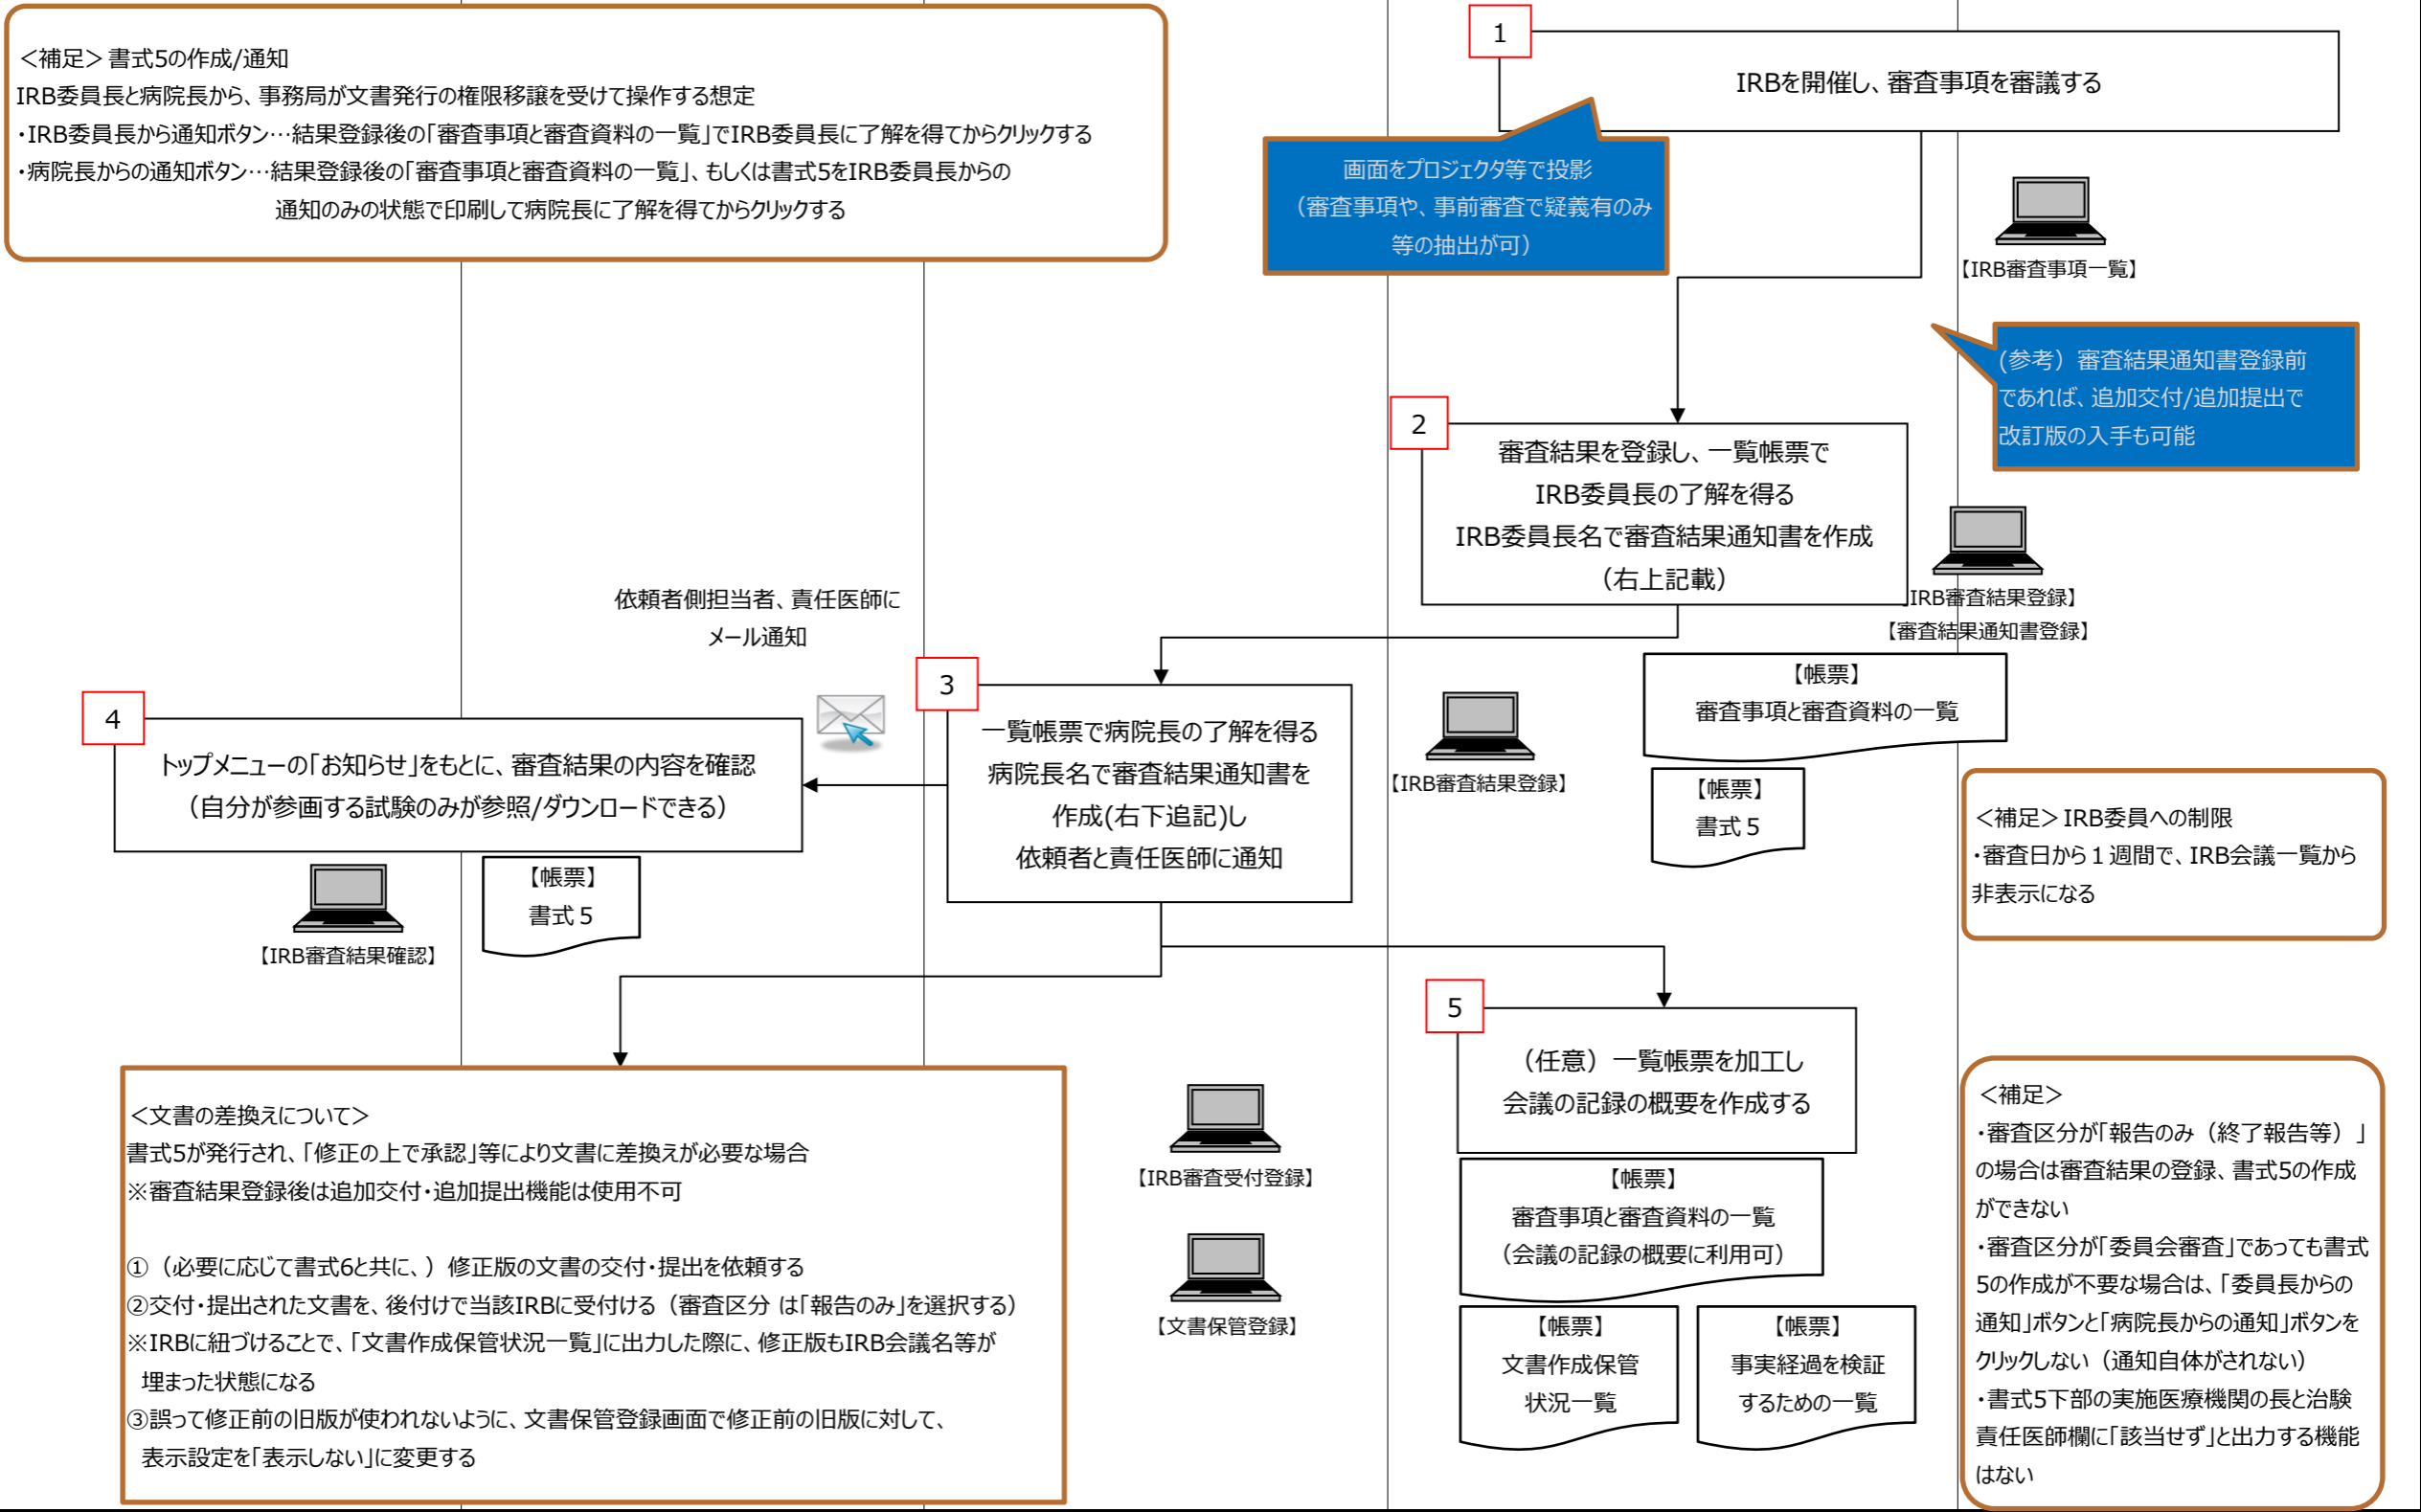 ＜補足＞書式5の作成/通知
IRB委員長と病院長から、事務局が文書発行の権限移譲を受けて操作する想定
・IRB委員長から通知ボタン…結果登録後の「審査事項と審査資料の一覧」でIRB委員長に了解を得てからクリックする
・病院長からの通知ボタン…結果登録後の「審査事項と審査資料の一覧」、もしくは書式5をIRB委員長からの
通知のみの状態で印刷して病院長に了解を得てからクリックする
1
IRBを開催し、審査事項を審議する
画面をプロジェクタ等で投影
（審査事項や、事前審査で疑義有のみ
等の抽出が可）
【IRB審査事項一覧】
(参考）審査結果通知書登録前
であれば、追加交付/追加提出で
改訂版の入手も可能
2
審査結果を登録し、一覧帳票で
IRB委員長の了解を得る
IRB委員長名で審査結果通知書を作成
（右上記載）
IRB審査結果登録】
【審査結果通知書登録】
【帳票】
審査事項と審査資料の一覧
【帳票】
書式５
依頼者側担当者、責任医師に
メール通知
3
一覧帳票で病院長の了解を得る
病院長名で審査結果通知書を
作成(右下追記)し
依頼者と責任医師に通知
【IRB審査結果登録】
4
トップメニューの「お知らせ」をもとに、審査結果の内容を確認
（自分が参画する試験のみが参照/ダウンロードできる）
【IRB審査結果確認】
【帳票】
書式５
＜補足＞IRB委員への制限
・審査日から１週間で、IRB会議一覧から
非表示になる
＜文書の差換えについて＞
書式5が発行され、「修正の上で承認」等により文書に差換えが必要な場合
※審査結果登録後は追加交付・追加提出機能は使用不可
①（必要に応じて書式6と共に、）修正版の文書の交付・提出を依頼する
②交付・提出された文書を、後付けで当該IRBに受付ける（審査区分 は「報告のみ」を選択する）
※IRBに紐づけることで、「文書作成保管状況一覧」に出力した際に、修正版もIRB会議名等が
埋まった状態になる
③誤って修正前の旧版が使われないように、文書保管登録画面で修正前の旧版に対して、
表示設定を「表示しない」に変更する
【IRB審査受付登録】
【文書保管登録】
5
（任意）一覧帳票を加工し
会議の記録の概要を作成する
【帳票】
審査事項と審査資料の一覧
（会議の記録の概要に利用可）
【帳票】
文書作成保管
状況一覧
【帳票】
事実経過を検証
するための一覧
＜補足＞
・審査区分が「報告のみ（終了報告等）」
の場合は審査結果の登録、書式5の作成
ができない
・審査区分が「委員会審査」であっても書式
5の作成が不要な場合は、「委員長からの
通知」ボタンと「病院長からの通知」ボタンを
クリックしない（通知自体がされない）
・書式5下部の実施医療機関の長と治験
責任医師欄に「該当せず」と出力する機能
はない